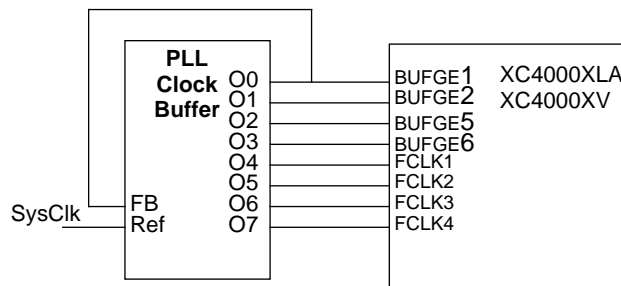 PLL
Clock
Buffer
O0
O1
O2
O3
O4
O5
O6
O7
FB
Ref
SysClk
BUFGE1
BUFGE2
BUFGE5
BUFGE6
FCLK1
FCLK2
FCLK3
FCLK4
XC4000XLA
XC4000XV